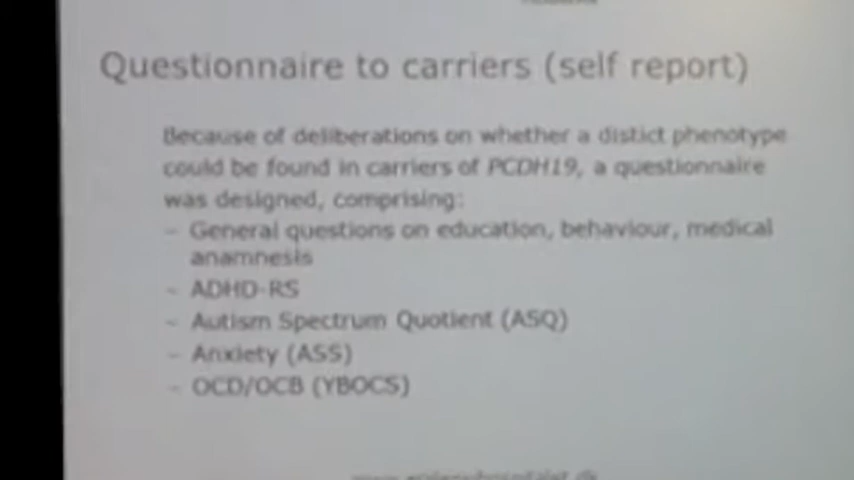 Questionnaire to carriers (self report)
Because of deliberations on whether a distict phenotype
could be found in carriers of PCDH19, a questionnaire
was designed, comprising:
- General questions on education, behaviour, medical
anamnesis
- ADHD-RS
- Autism Spectrum Quotient (ASQ)
- Anxiety (ASS)
- OCD/OCB (YBOCS)